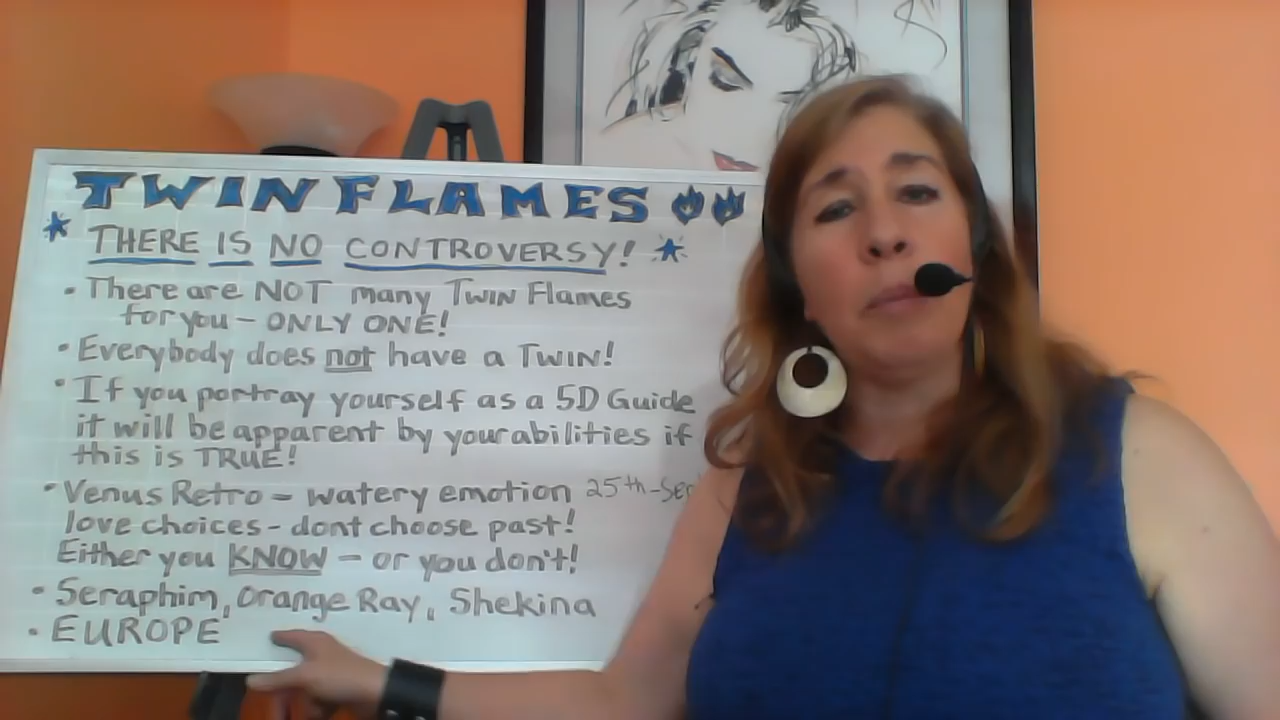 TWIN FLAMES
THERE IS NO CONTROVERSY!
• There are NOT many Twin Flames
for you - ONLY ONE!
• Everybody does not have a TWIN!
• If you portray yourself as a 5D Guide
it will be apparent by your abilities if
this is TRUE!
• Venus Retro - watery emotion 25th-Sep
love choices - dont choose past!
Either you KNOW - or you don't!
• Seraphim, Orange Ray, Shekina
• EUROPE